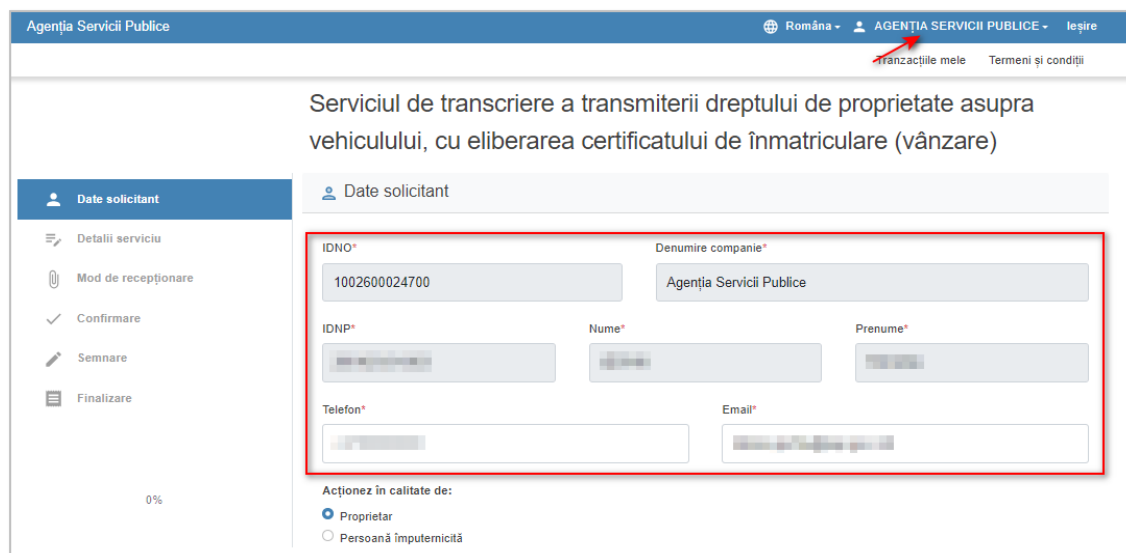 Agenția Servicii Publice
Româna
AGENȚIA SERVICII PUBLICE
Ieșire
Tranzacțiile mele
Termeni și condiții
Serviciul de transcriere a transmiterii dreptului de proprietate asupra
vehiculului, cu eliberarea certificatului de înmatriculare (vânzare)
Date solicitant
Detalii serviciu
Mod de recepționare
Confirmare
Semnare
Finalizare
0%
Date solicitant
IDNO*
Denumire companie*
1002600024700
Agenția Servicii Publice
IDNP*
Nume*
Prenume*
Telefon*
Email*
Acționez în calitate de:
Proprietar
Persoană împuternicită